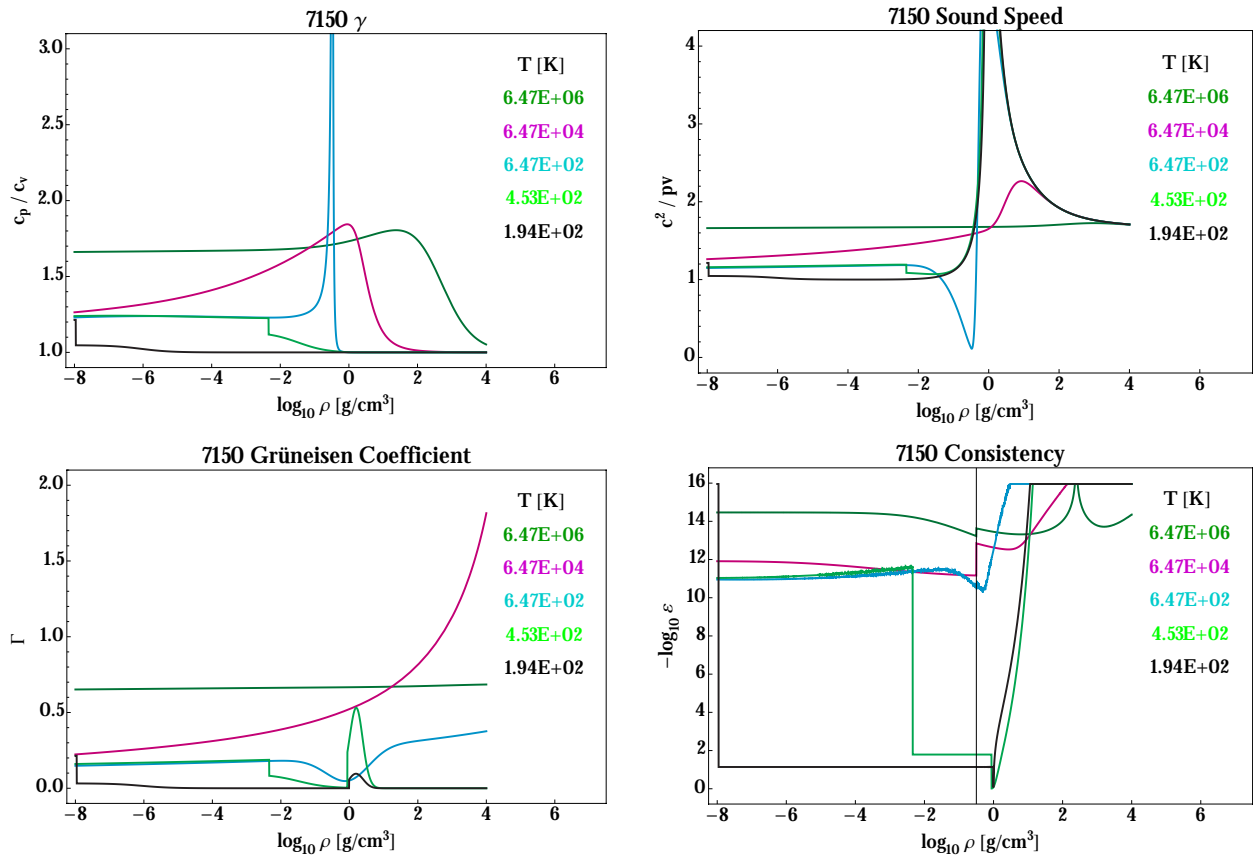 7150 γ
3.0
2.5
2.0
1.5
1.0
c_p / c_v
T [K]
6.47E+06
6.47E+04
6.47E+02
4.53E+02
1.94E+02
−8 −6 −4 −2 0 2 4 6
log₁₀ ρ [g/cm³]
7150 Sound Speed
4
3
2
1
0
c² / pv
T [K]
6.47E+06
6.47E+04
6.47E+02
4.53E+02
1.94E+02
−8 −6 −4 −2 0 2 4 6
log₁₀ ρ [g/cm³]
7150 Grüneisen Coefficient
2.0
1.5
1.0
0.5
0.0
Γ
T [K]
6.47E+06
6.47E+04
6.47E+02
4.53E+02
1.94E+02
−8 −6 −4 −2 0 2 4 6
log₁₀ ρ [g/cm³]
7150 Consistency
16
14
12
10
8
6
4
2
0
−log₁₀ ε
T [K]
6.47E+06
6.47E+04
6.47E+02
4.53E+02
1.94E+02
−8 −6 −4 −2 0 2 4 6
log₁₀ ρ [g/cm³]